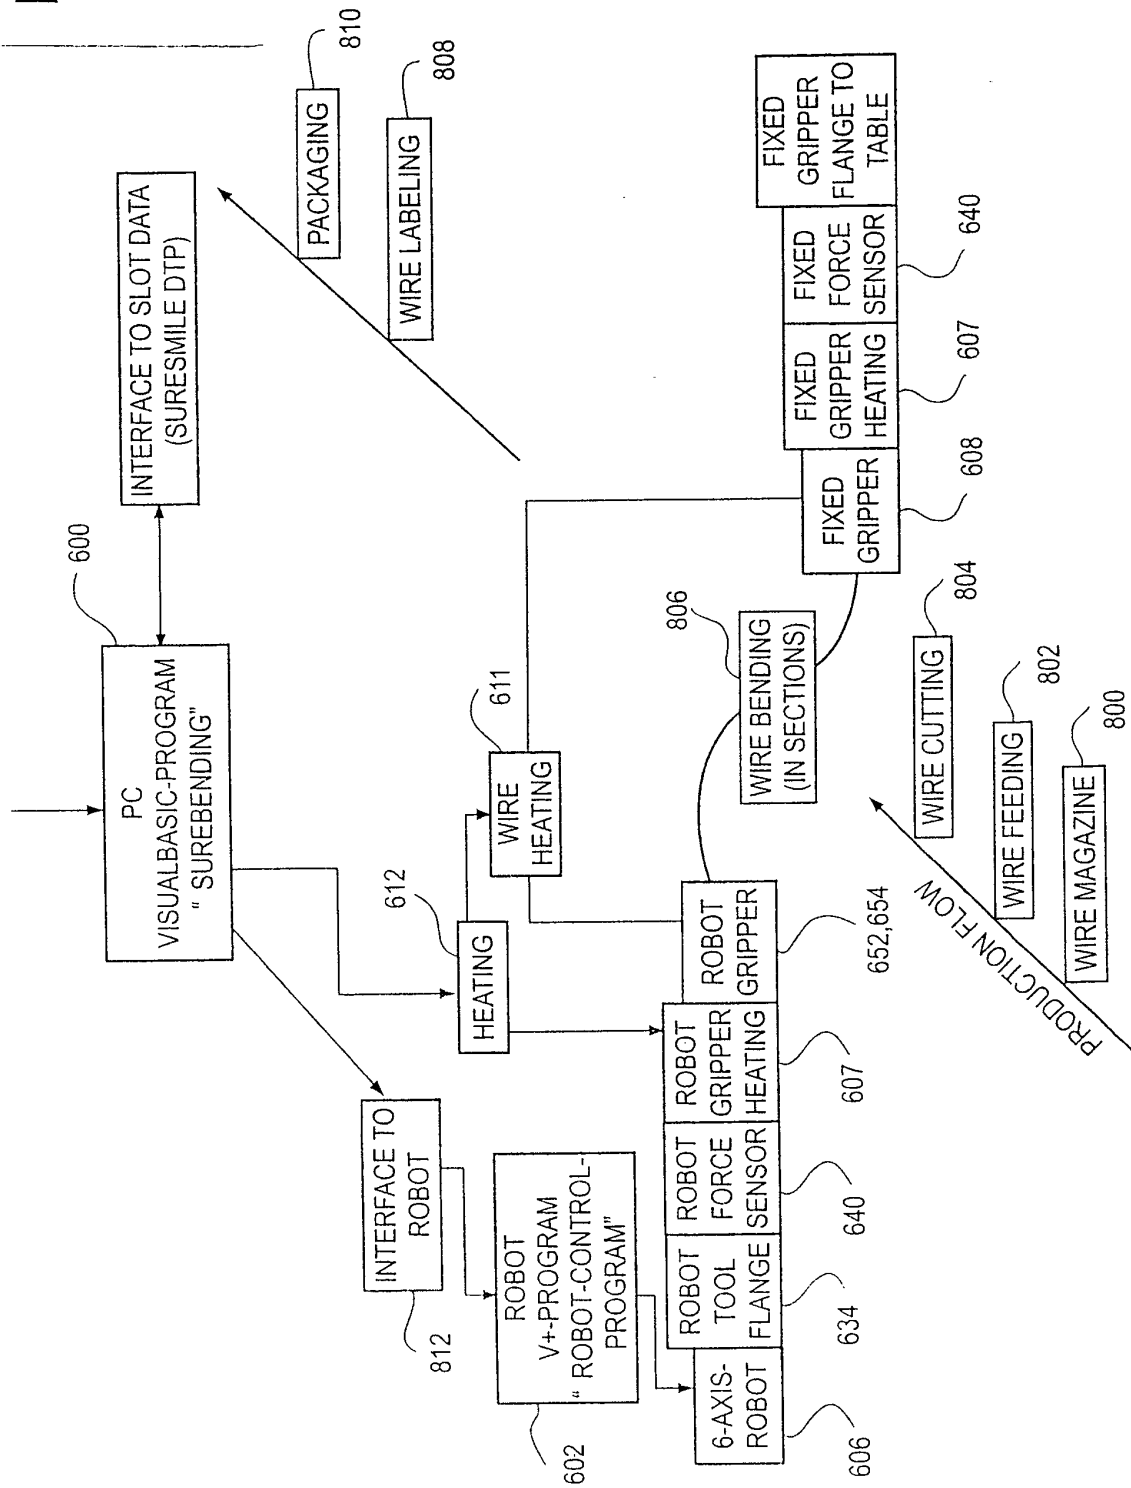 600
PC
VISUALBASIC-PROGRAM
“ SUREBENDING”
INTERFACE TO SLOT DATA
(SURESMILE DTP)
810
PACKAGING
808
WIRE LABELING
INTERFACE TO
ROBOT
812
612
HEATING
611
WIRE
HEATING
ROBOT
V+-PROGRAM
“ ROBOT-CONTROL-
PROGRAM”
602
6-AXIS-
ROBOT
606
ROBOT
TOOL
FLANGE
634
ROBOT
FORCE
SENSOR
640
ROBOT
GRIPPER
HEATING
607
ROBOT
GRIPPER
652,654
806
WIRE BENDING
(IN SECTIONS)
FIXED
GRIPPER
608
FIXED
GRIPPER
HEATING
607
FIXED
FORCE
SENSOR
640
FIXED
GRIPPER
FLANGE TO
TABLE
PRODUCTION FLOW
WIRE CUTTING
804
WIRE FEEDING
802
WIRE MAGAZINE
800